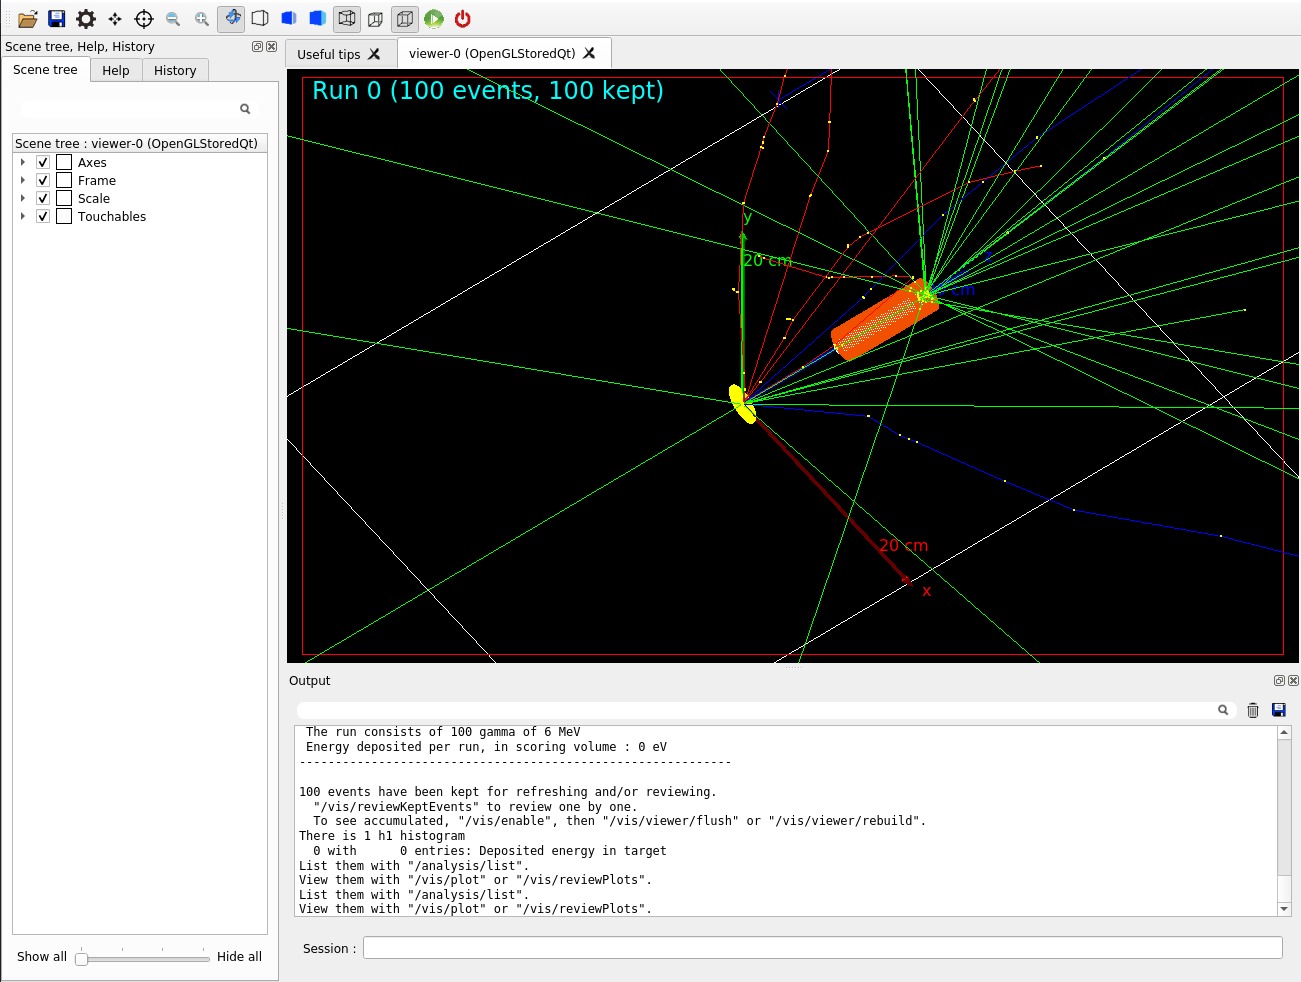 Scene tree, Help, History
Scene tree
Help
History
Scene tree : viewer-0 (OpenGLStoredQt)
Axes
Frame
Scale
Touchables
Show all
Hide all
Useful tips
viewer-0 (OpenGLStoredQt)
Run 0 (100 events, 100 kept)
y
20 cm
z
cm
20 cm
x
Output
The run consists of 100 gamma of 6 MeV
Energy deposited per run, in scoring volume : 0 eV
------------------------------------------------------------
100 events have been kept for refreshing and/or reviewing.
"/vis/reviewKeptEvents" to review one by one.
To see accumulated, "/vis/enable", then "/vis/viewer/flush" or "/vis/viewer/rebuild".
There is 1 h1 histogram
0 with      0 entries: Deposited energy in target
List them with "/analysis/list".
View them with "/vis/plot" or "/vis/reviewPlots".
List them with "/analysis/list".
View them with "/vis/plot" or "/vis/reviewPlots".
Session :